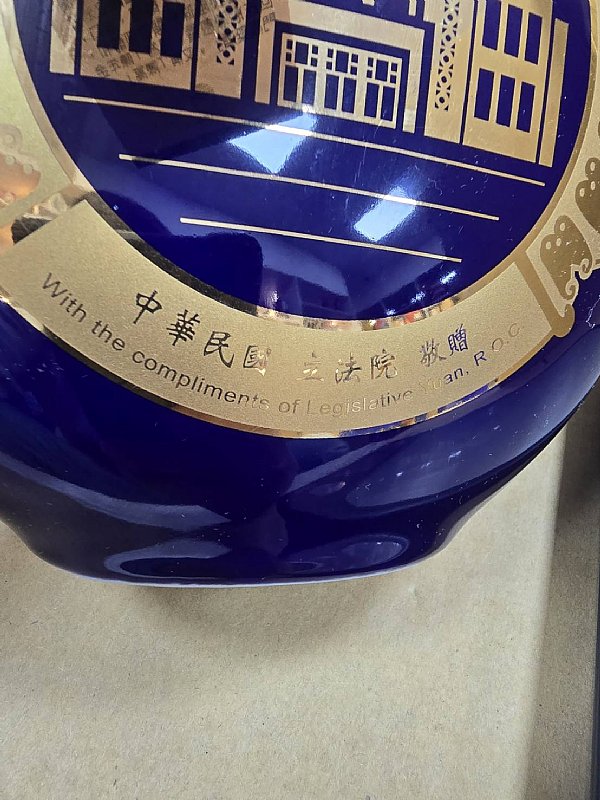 中華民國 立法院 敬贈
With the compliments of Legislative Yuan, R.O.C